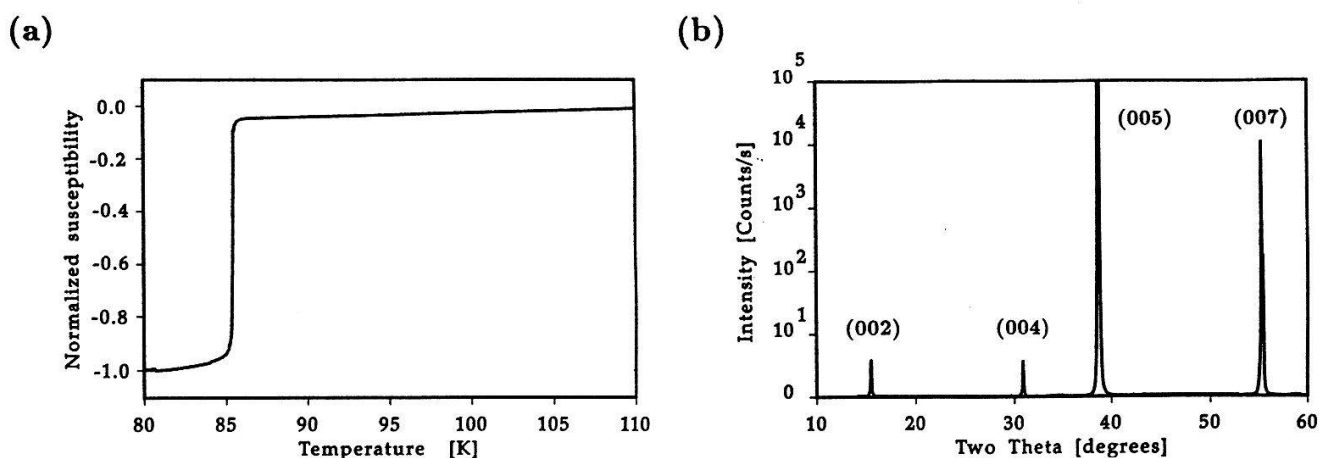 (a)
Normalized susceptibility
0.0
-0.2
-0.4
-0.6
-0.8
-1.0
80 85 90 95 100 105 110
Temperature [K]
(b)
Intensity [Counts/s]
10^5
10^4
10^3
10^2
10^1
0
(002)
(004)
(005)
(007)
10 20 30 40 50 60
Two Theta [degrees]